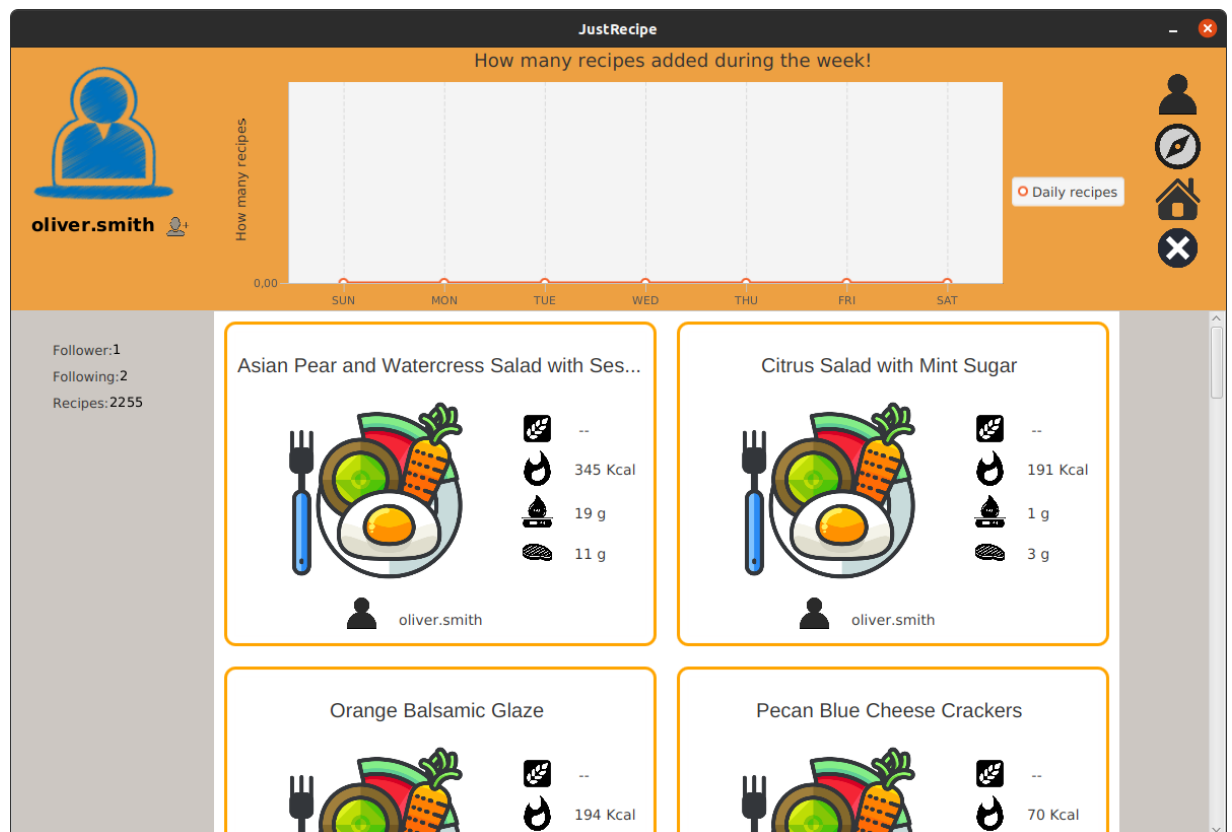 JustRecipe
How many recipes added during the week!
How many recipes
0,00
SUN MON TUE WED THU FRI SAT
Daily recipes
oliver.smith
Follower:1
Following:2
Recipes:2255
Asian Pear and Watercress Salad with Ses...
--
345 Kcal
19 g
11 g
oliver.smith
Citrus Salad with Mint Sugar
--
191 Kcal
1 g
3 g
oliver.smith
Orange Balsamic Glaze
--
194 Kcal
Pecan Blue Cheese Crackers
--
70 Kcal